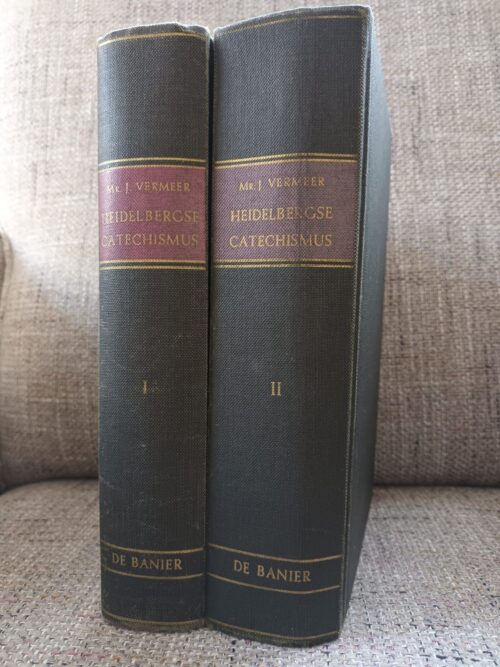 Mr. J. VERMEER
HEIDELBERGSE
CATECHISMUS
I
DE BANIER
Mr. J VERMEER
HEIDELBERGSE
CATECHISMUS
II
DE BANIER